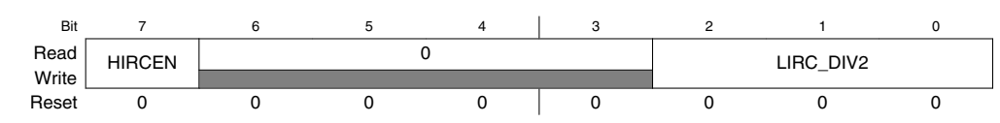 Bit 7 6 5 4 3 2 1 0
Read HIRCEN 0 LIRC_DIV2
Write
Reset 0 0 0 0 0 0 0 0